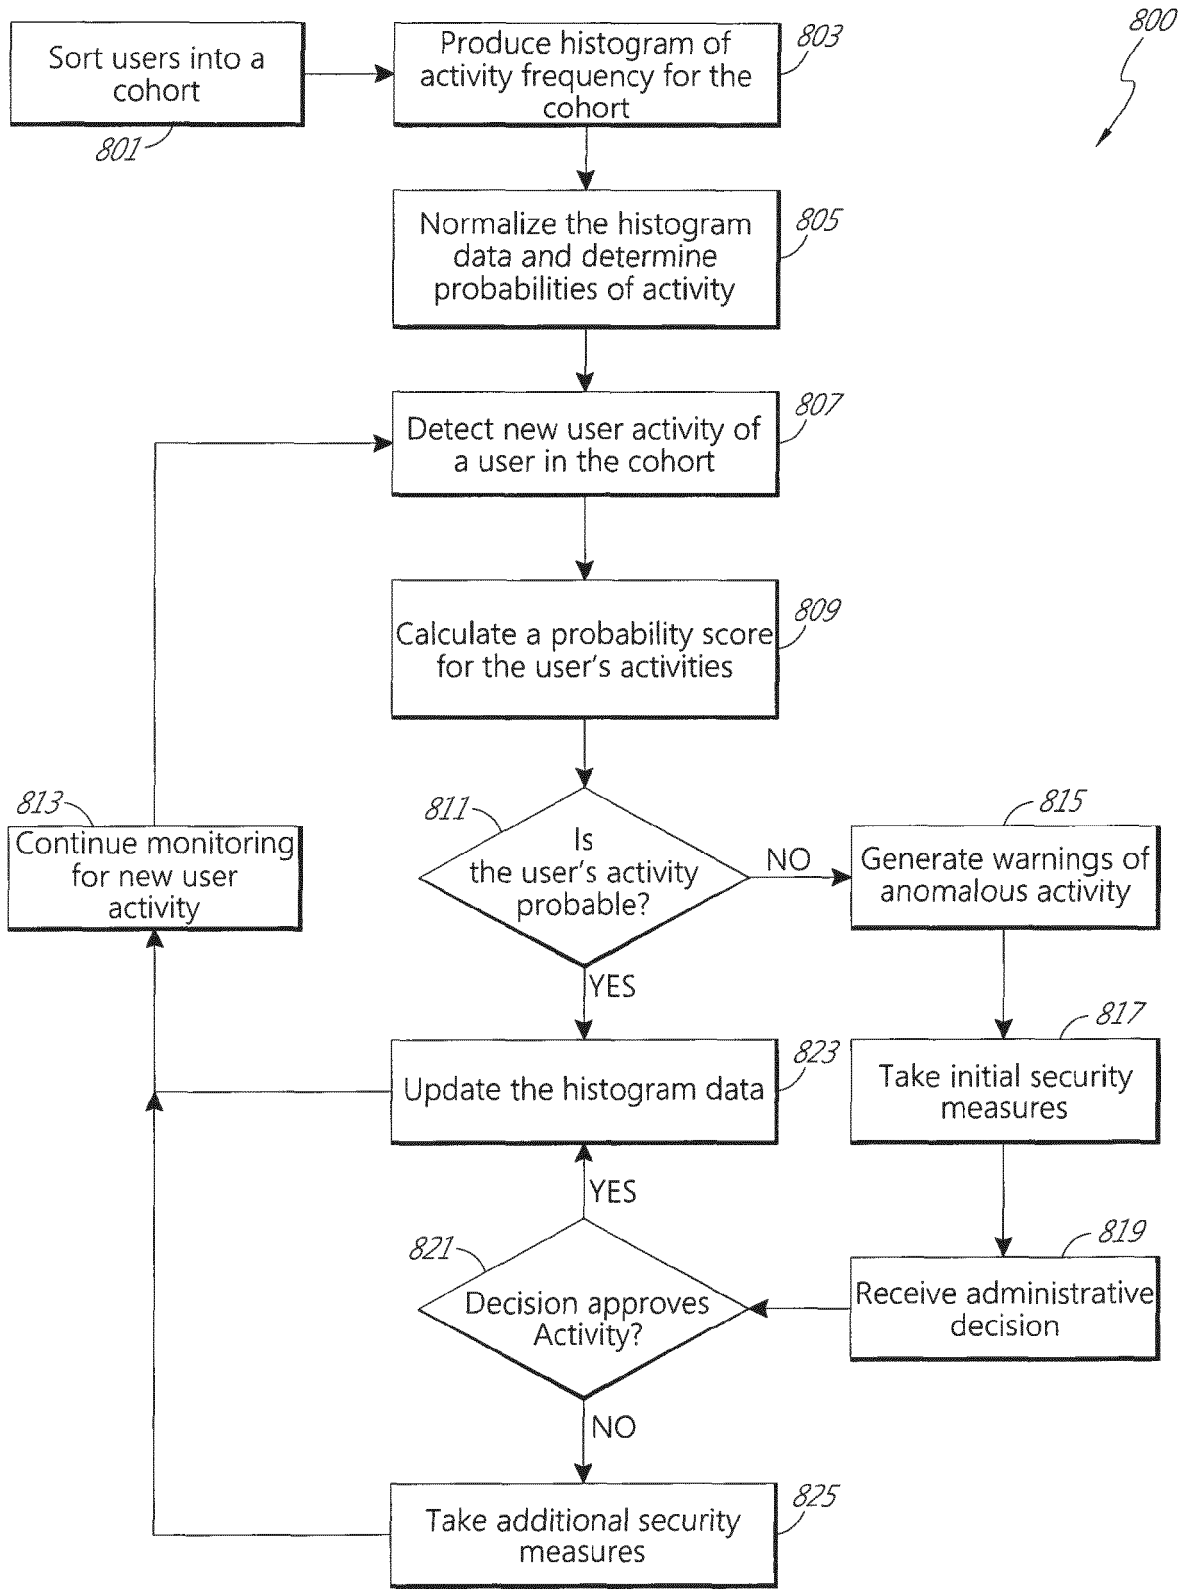 800
Sort users into a
cohort
801
Produce histogram of
activity frequency for the
cohort
803
Normalize the histogram
data and determine
probabilities of activity
805
Detect new user activity of
a user in the cohort
807
Calculate a probability score
for the user's activities
809
811
Is
the user's activity
probable?
NO
YES
813
Continue monitoring
for new user
activity
815
Generate warnings of
anomalous activity
817
Take initial security
measures
823
Update the histogram data
YES
819
Receive administrative
decision
821
Decision approves
Activity?
NO
825
Take additional security
measures